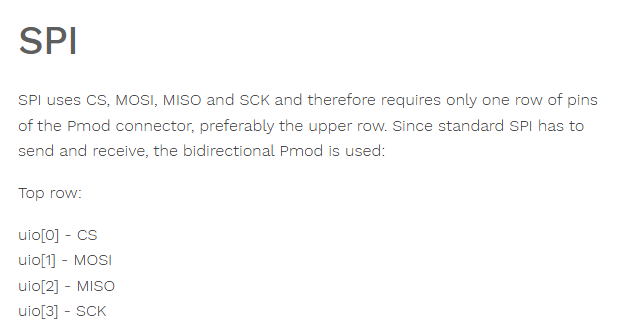 SPI
SPI uses CS, MOSI, MISO and SCK and therefore requires only one row of pins
of the Pmod connector, preferably the upper row. Since standard SPI has to
send and receive, the bidirectional Pmod is used:
Top row:
uio[0] - CS
uio[1] - MOSI
uio[2] - MISO
uio[3] - SCK